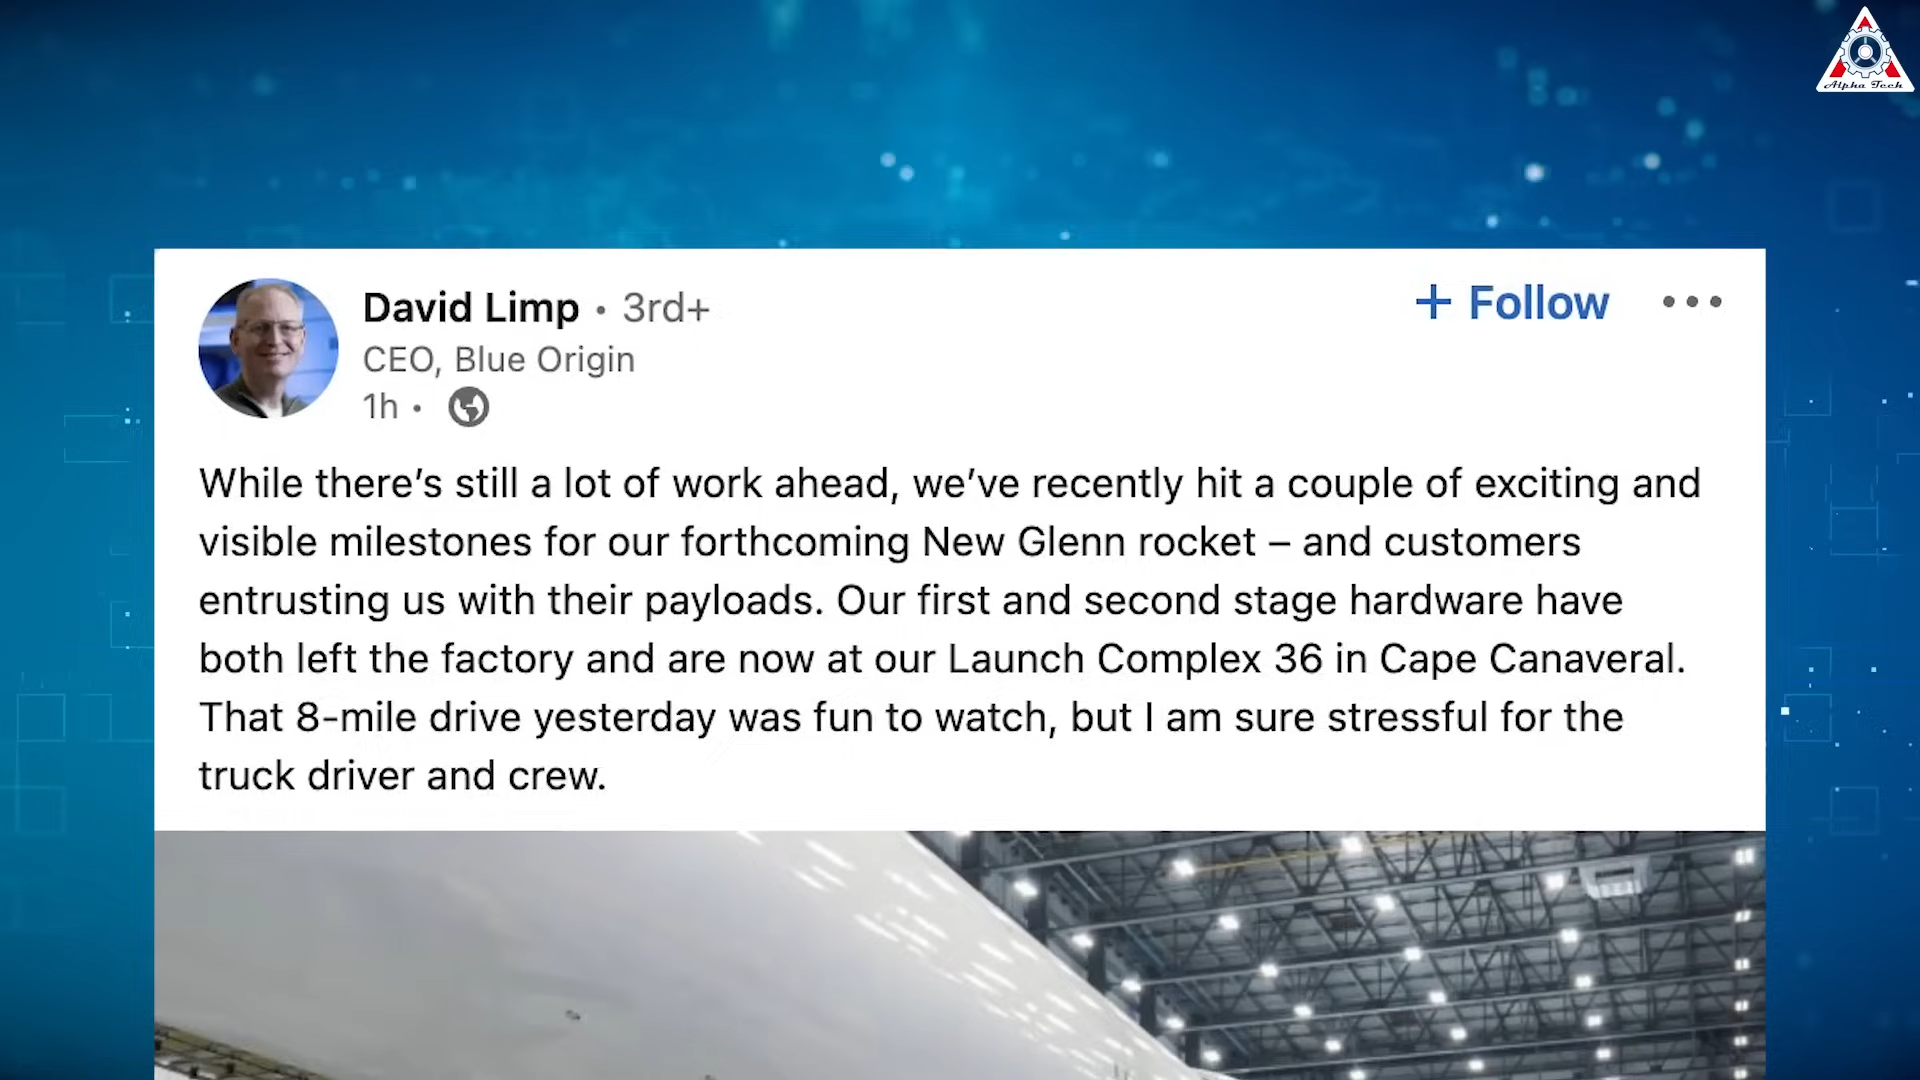 Alpha Tech
David Limp • 3rd+
+ Follow •••
CEO, Blue Origin
1h •
While there’s still a lot of work ahead, we’ve recently hit a couple of exciting and
visible milestones for our forthcoming New Glenn rocket – and customers
entrusting us with their payloads. Our first and second stage hardware have
both left the factory and are now at our Launch Complex 36 in Cape Canaveral.
That 8-mile drive yesterday was fun to watch, but I am sure stressful for the
truck driver and crew.